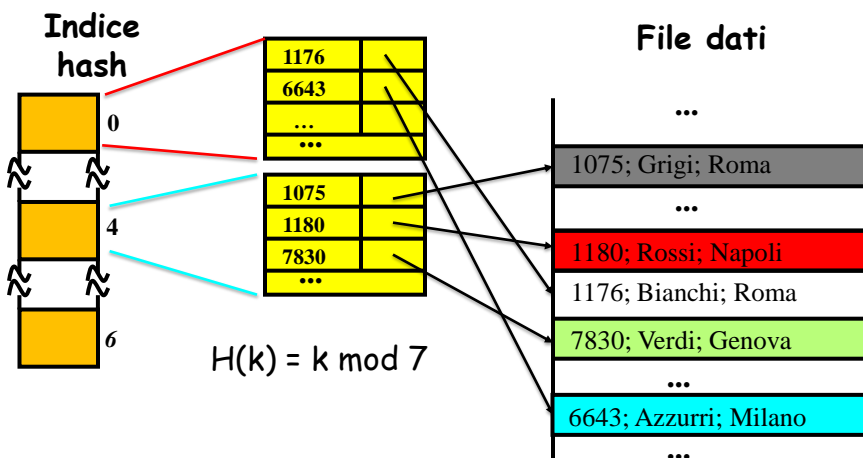 Indice
hash
0
4
6
1176
6643
...
...
1075
1180
7830
...
H(k) = k mod 7
File dati
...
1075; Grigi; Roma
...
1180; Rossi; Napoli
1176; Bianchi; Roma
7830; Verdi; Genova
...
6643; Azzurri; Milano
...